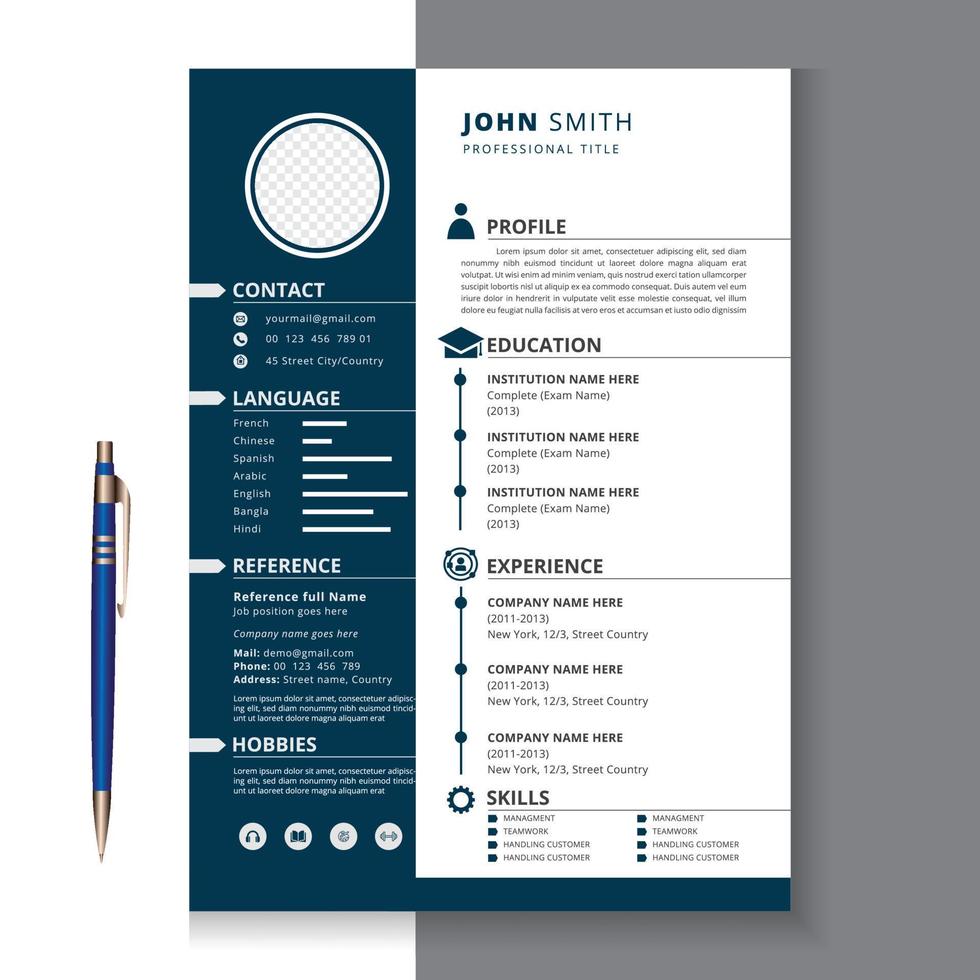 JOHN SMITH
PROFESSIONAL TITLE
CONTACT
yourmail@gmail.com
00 123 456 789 01
45 Street City/Country
LANGUAGE
French
Chinese
Spanish
Arabic
English
Bangla
Hindi
REFERENCE
Reference full Name
Job position goes here
Company name goes here
Mail: demo@gmail.com
Phone: 00 123 456 789
Address: Street name, Country
Lorem ipsum dolor sit amet, consectetuer adipisc-
ing elit, sed diam nonummy nibh euismod tincid-
unt ut laoreet dolore magna aliquam erat
HOBBIES
Lorem ipsum dolor sit amet, consectetuer adipisc-
ing elit, sed diam nonummy nibh euismod tincid-
unt ut laoreet dolore magna aliquam erat
PROFILE
Lorem ipsum dolor sit amet, consectetuer adipiscing elit, sed diam
nonummy nibh euismod tincidunt ut laoreet dolore magna aliquam erat
volutpat. Ut wisi enim ad minim veniam, quis nostrud exerci tation ullamcorper
suscipit lobortis nisl ut aliquip ex ea commodo consequat. Duis autem vel eum
iriure dolor in hendrerit in vulputate velit esse molestie consequat, vel illum
dolore eu feugiat nulla facilisis at vero eros et accumsan et iusto odio dignissim
EDUCATION
INSTITUTION NAME HERE
Complete (Exam Name)
(2013)
INSTITUTION NAME HERE
Complete (Exam Name)
(2013)
INSTITUTION NAME HERE
Complete (Exam Name)
(2013)
EXPERIENCE
COMPANY NAME HERE
(2011-2013)
New York, 12/3, Street Country
COMPANY NAME HERE
(2011-2013)
New York, 12/3, Street Country
COMPANY NAME HERE
(2011-2013)
New York, 12/3, Street Country
SKILLS
MANAGMENT
TEAMWORK
HANDLING CUSTOMER
HANDLING CUSTOMER
MANAGMENT
TEAMWORK
HANDLING CUSTOMER
HANDLING CUSTOMER